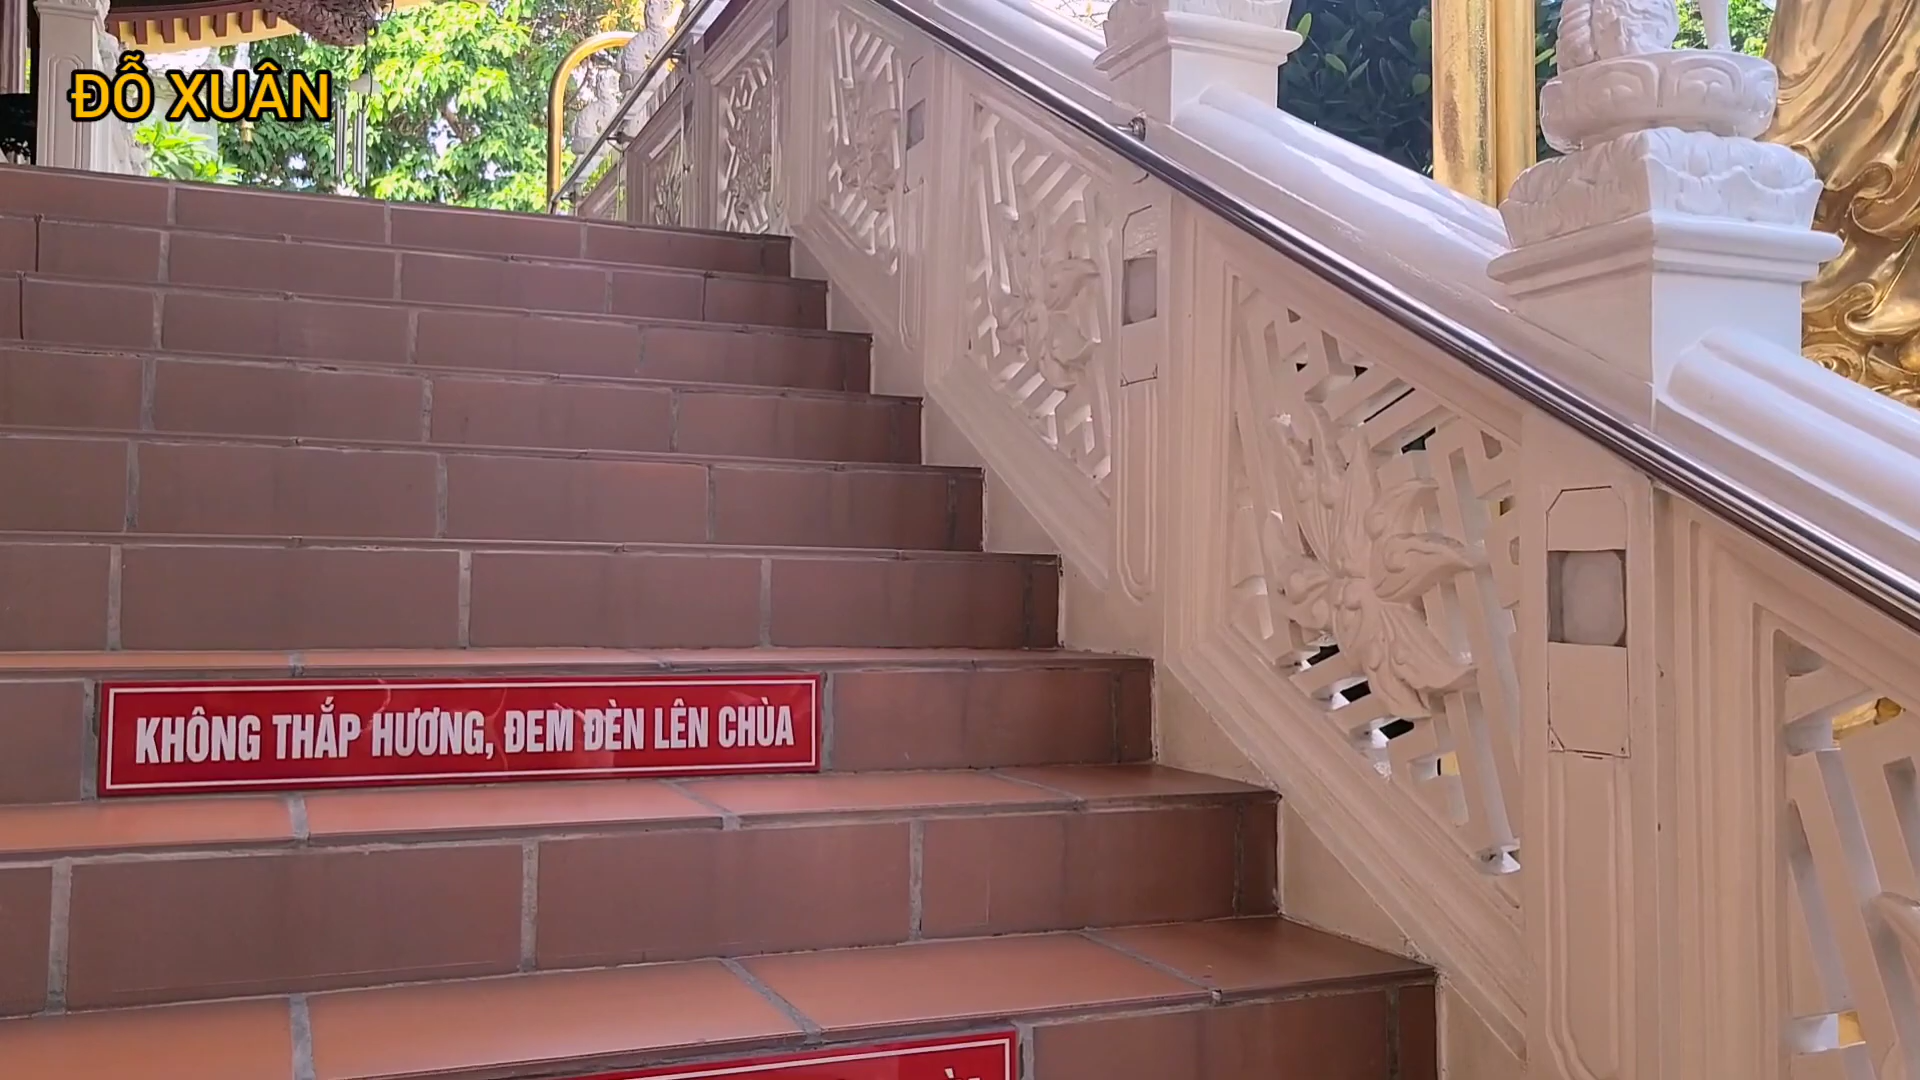 ĐỖ XUÂN
KHÔNG THẮP HƯƠNG, ĐEM ĐÈN LÊN CHÙA